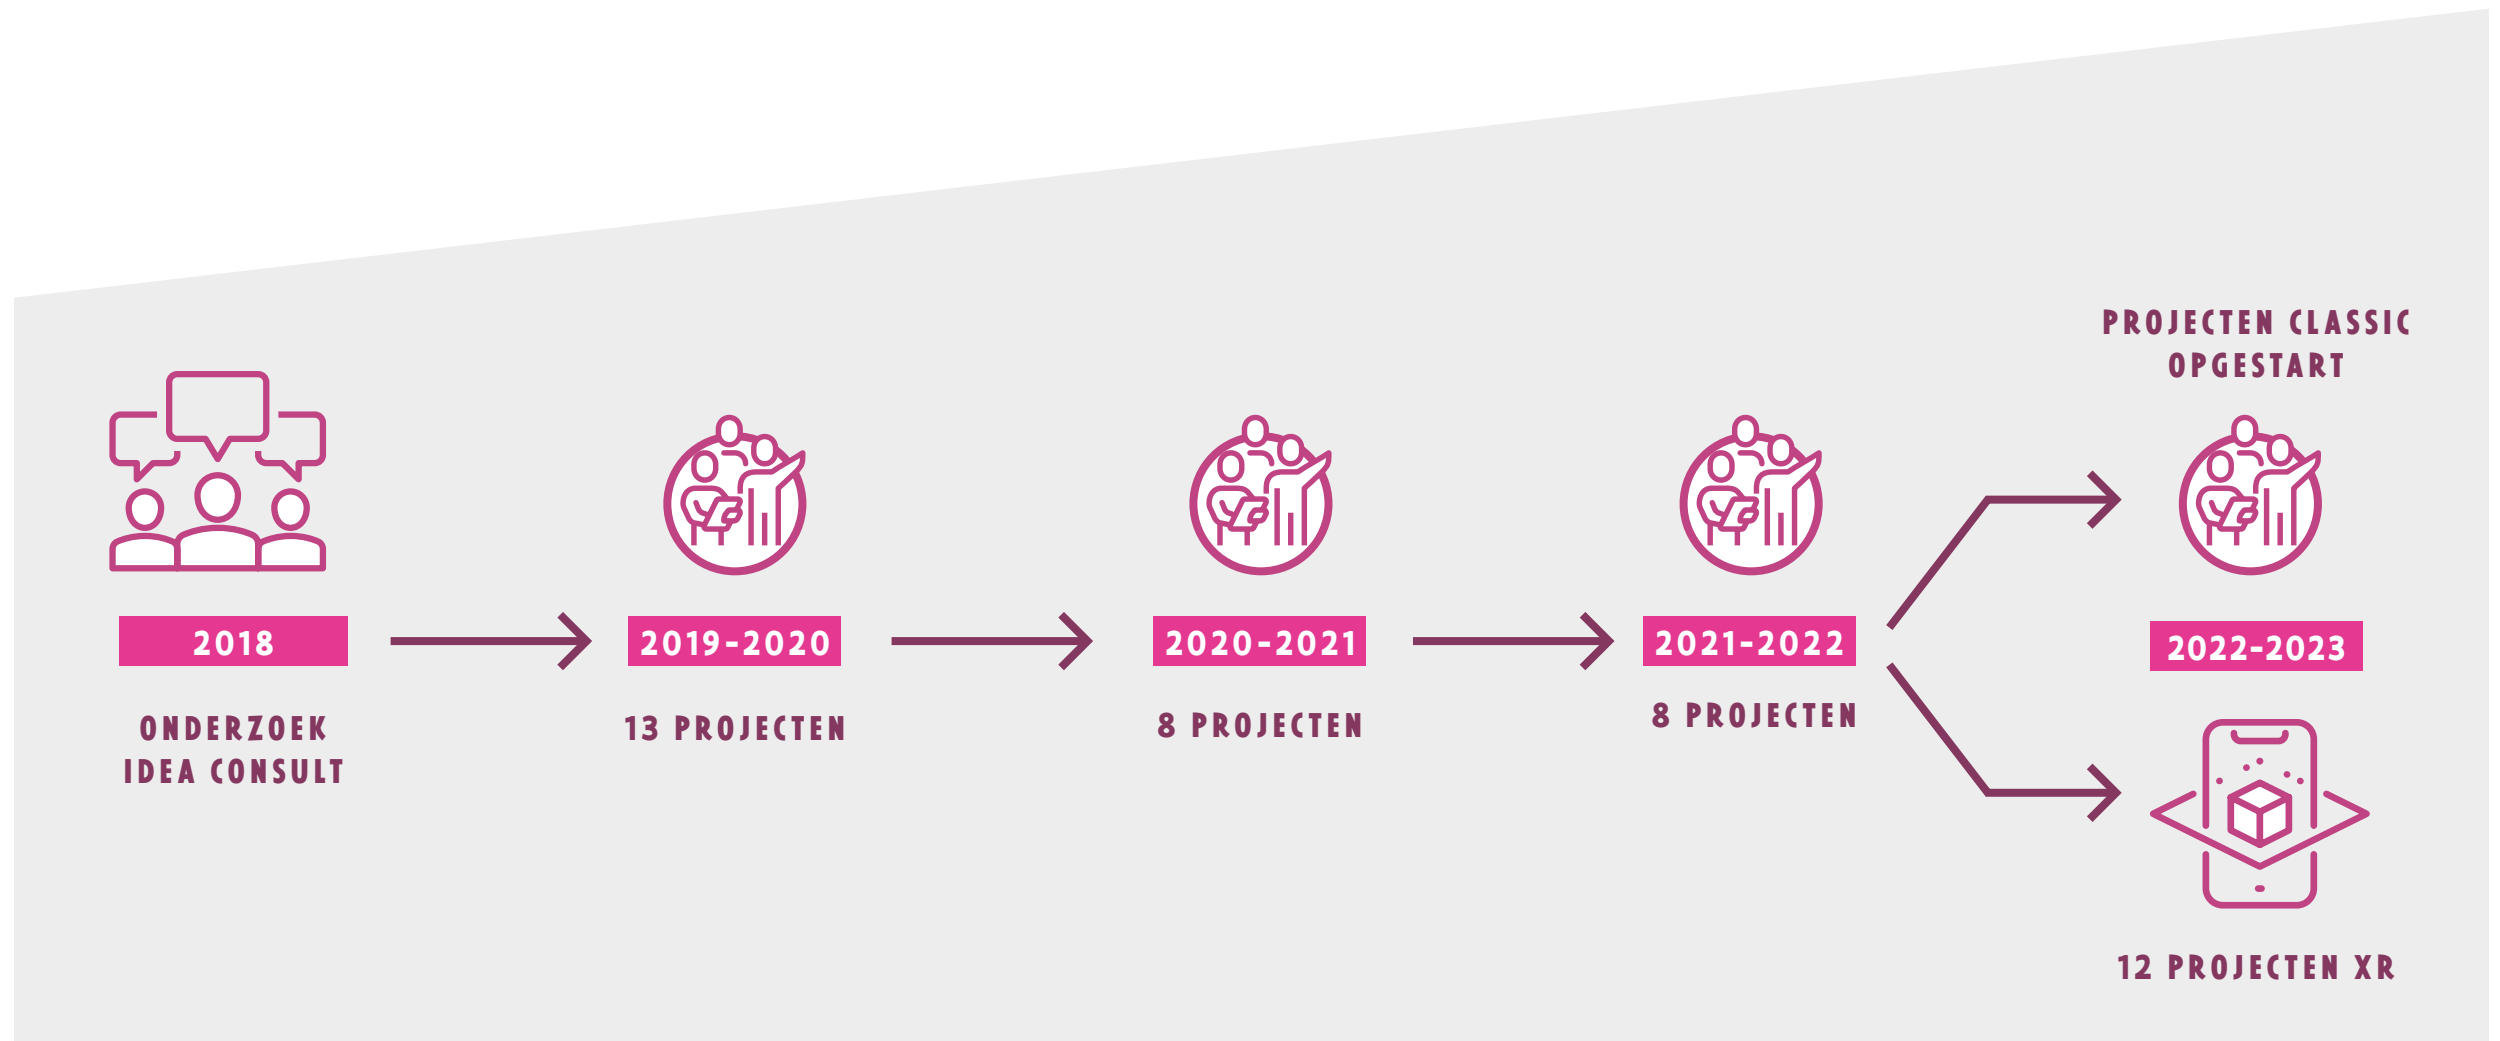 2018
ONDERZOEK
IDEA CONSULT
2019-2020
13 PROJECTEN
2020-2021
8 PROJECTEN
2021-2022
8 PROJECTEN
PROJECTEN CLASSIC
OPGESTART
2022-2023
12 PROJECTEN XR